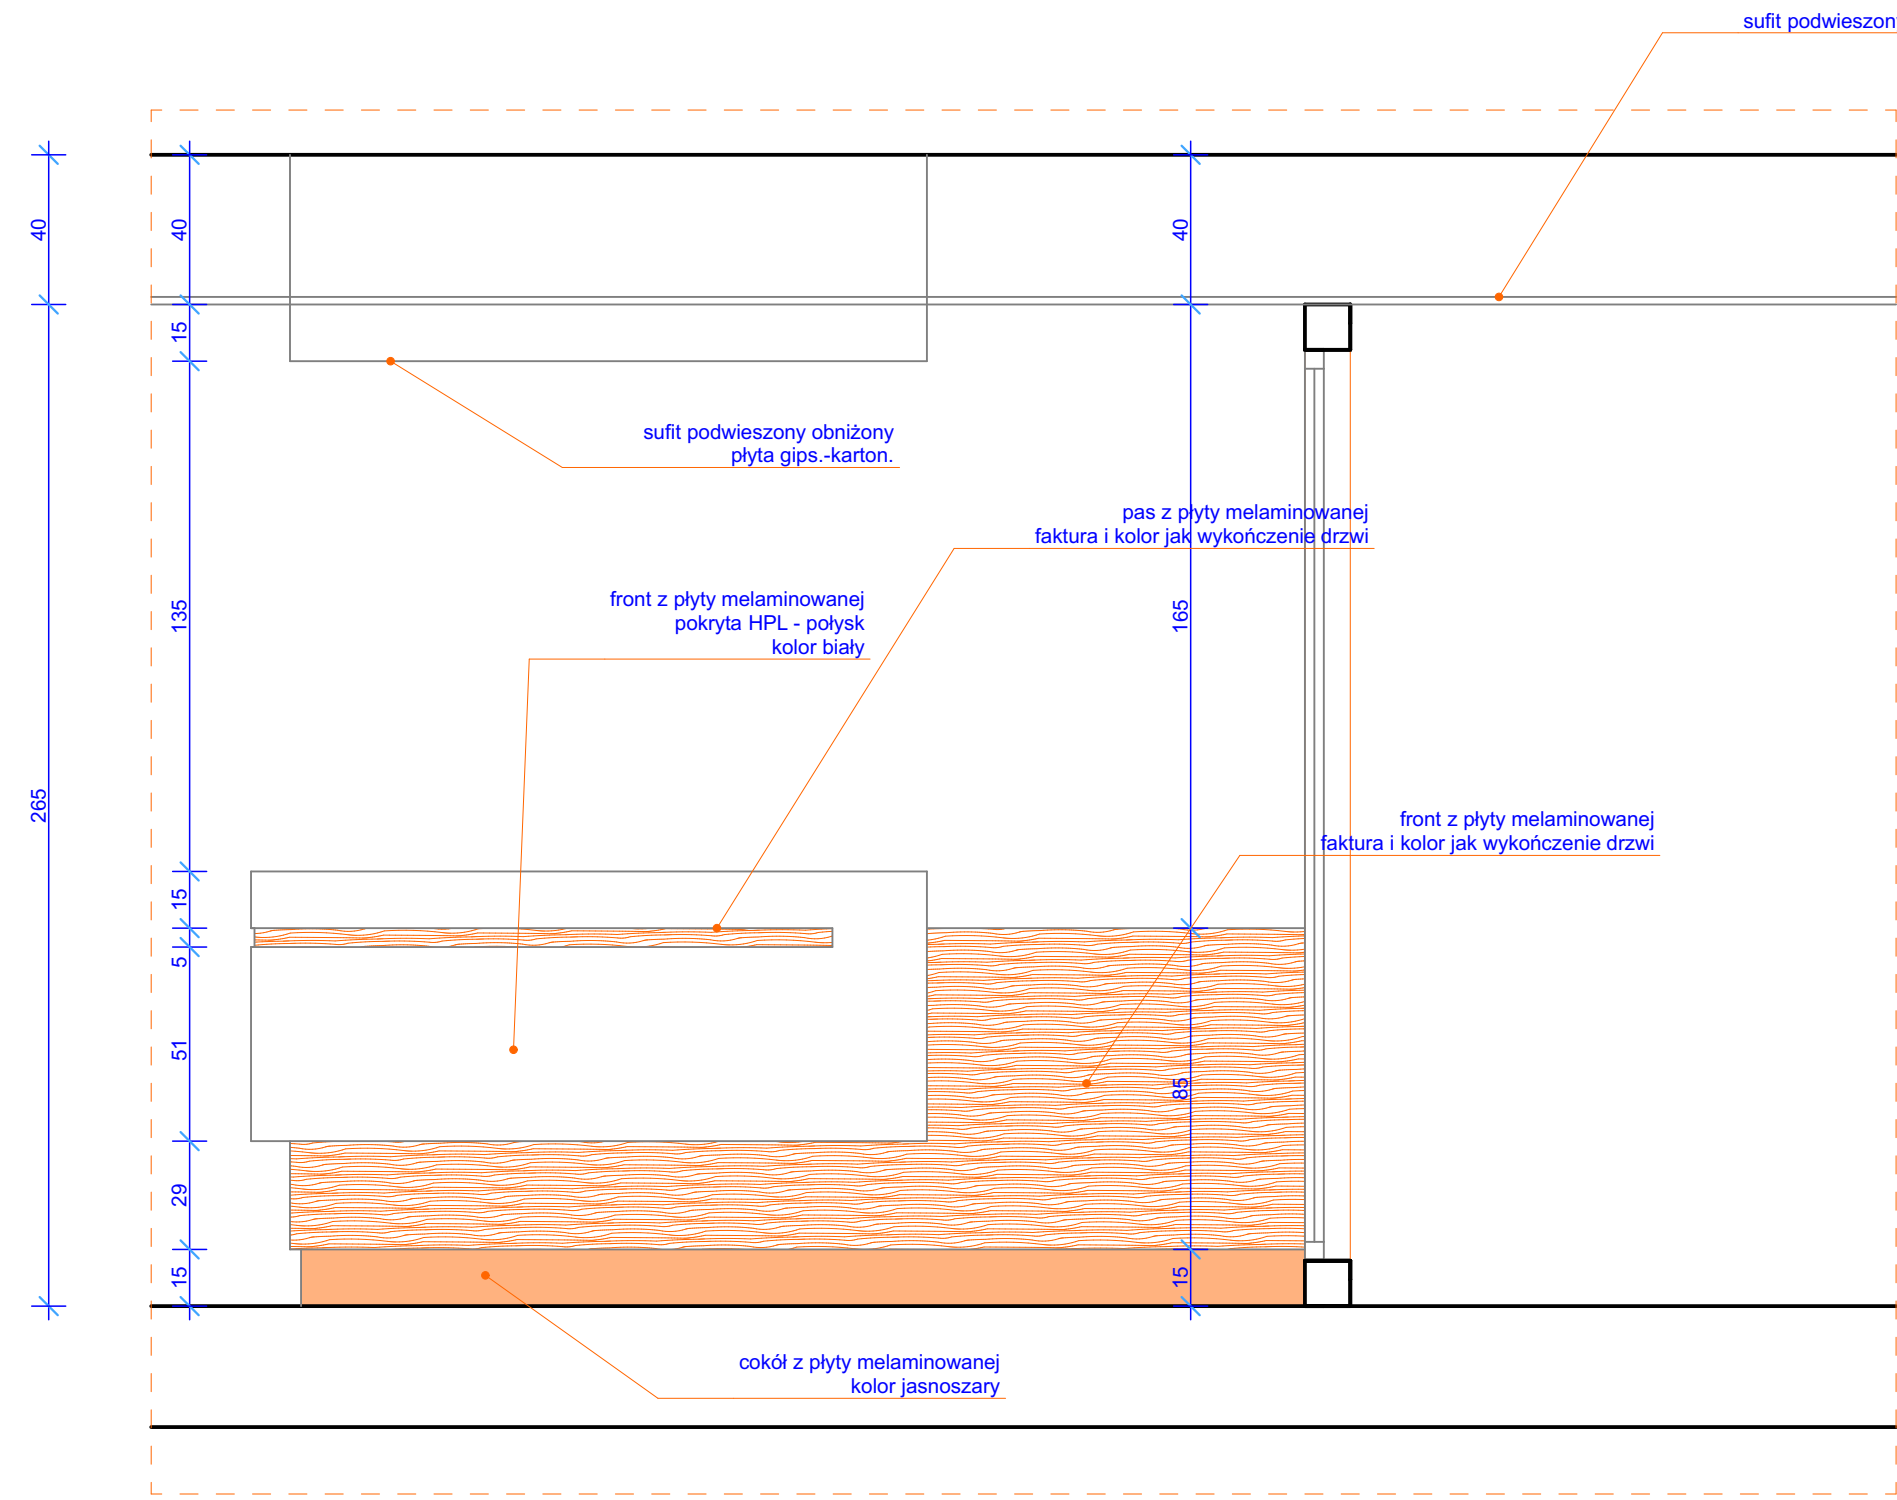 sufit podwieszony
40
40
40
15
sufit podwieszony obniżony
płyta gips.-karton.
pas z płyty melaminowanej
faktura i kolor jak wykończenie drzwi
front z płyty melaminowanej
pokryta HPL - połysk
kolor biały
135
165
265
front z płyty melaminowanej
faktura i kolor jak wykończenie drzwi
15
5
51
85
29
15
15
cokół z płyty melaminowanej
kolor jasnoszary